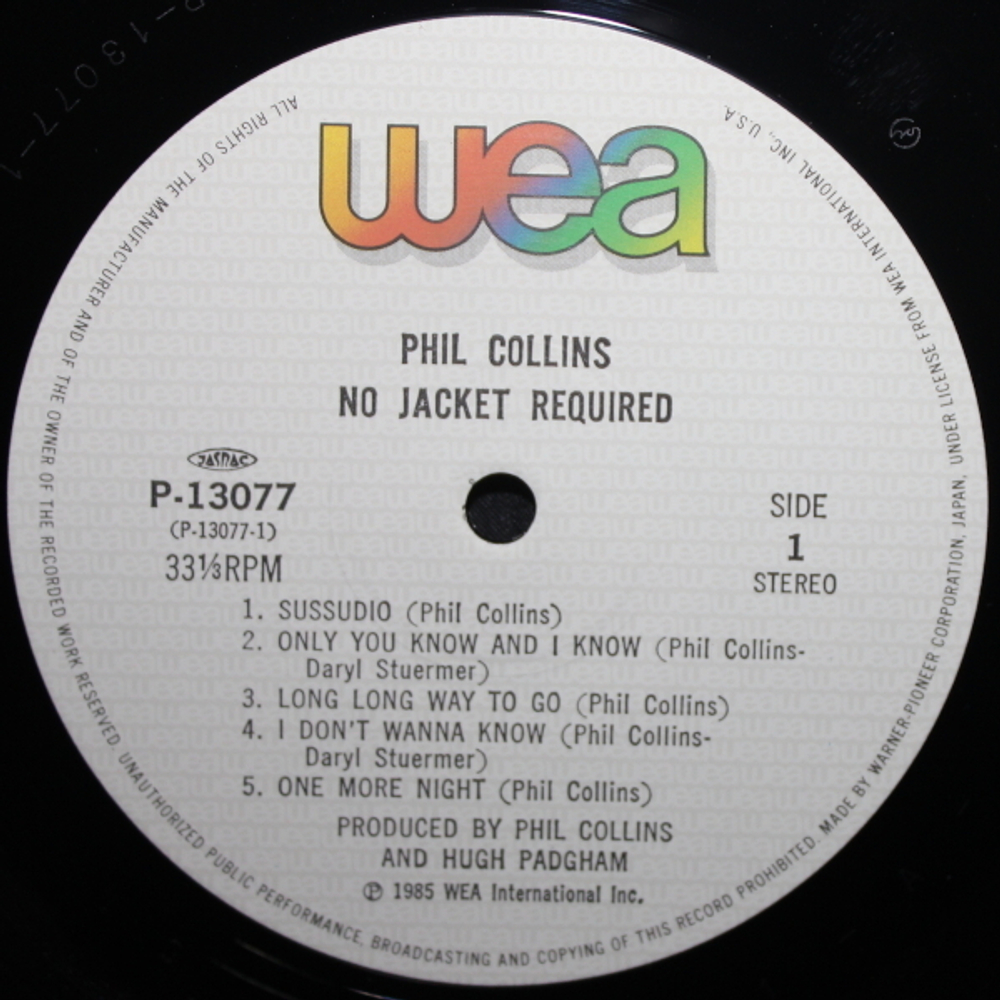 wea
PHIL COLLINS
NO JACKET REQUIRED
JASRAC
P-13077
(P-13077-1)
33⅓RPM
SIDE
1
STEREO
1. SUSSUDIO (Phil Collins)
2. ONLY YOU KNOW AND I KNOW (Phil Collins-
Daryl Stuermer)
3. LONG LONG WAY TO GO (Phil Collins)
4. I DON'T WANNA KNOW (Phil Collins-
Daryl Stuermer)
5. ONE MORE NIGHT (Phil Collins)
PRODUCED BY PHIL COLLINS
AND HUGH PADGHAM
Ⓟ 1985 WEA International Inc.
ALL RIGHTS OF THE MANUFACTURER AND OF THE OWNER OF THE RECORDED WORK RESERVED. UNAUTHORIZED PUBLIC PERFORMANCE, BROADCASTING AND COPYING OF THIS RECORD PROHIBITED. MADE BY WARNER-PIONEER CORPORATION, JAPAN, UNDER LICENSE FROM WEA INTERNATIONAL INC., U.S.A.
P-13077-1